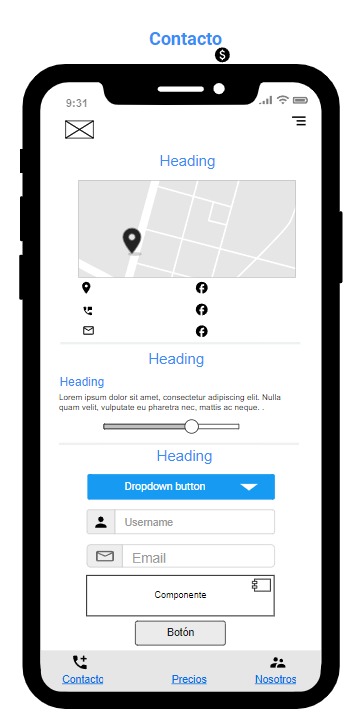 Contacto
$
9:31
Heading
Heading
Heading
Lorem ipsum dolor sit amet, consectetur adipiscing elit. Nulla
quam velit, vulputate eu pharetra nec, mattis ac neque. .
Heading
Dropdown button
Username
Email
Componente
Botón
Contacto Precios Nosotros